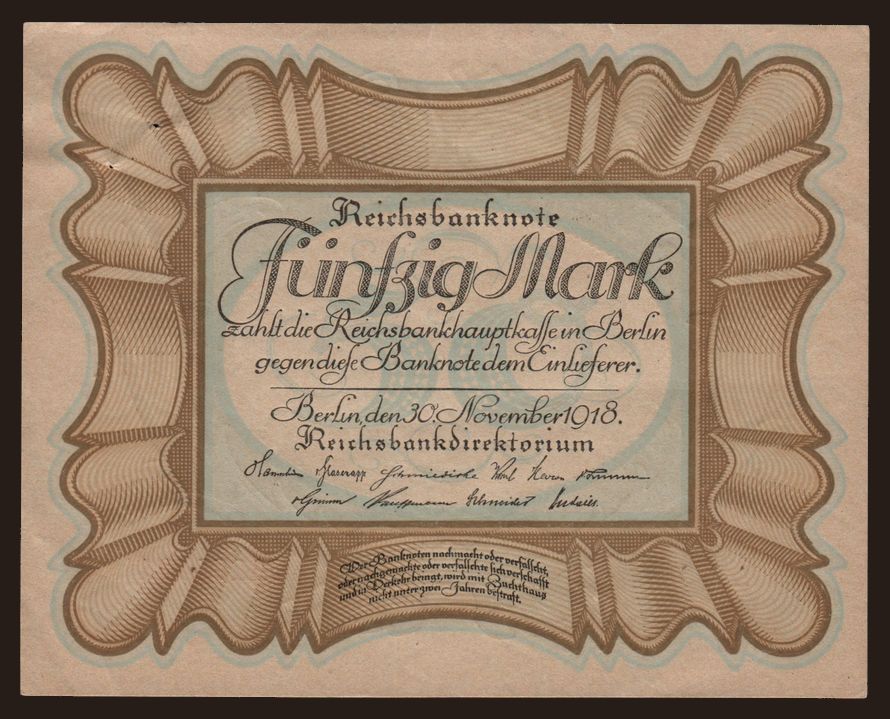 Reichsbanknote
Fünfzig Mark
zahlt die Reichsbankhauptkasse in Berlin
gegen diese Banknote dem Einlieferer.
Berlin, den 30. November 1918.
Reichsbankdirektorium
Schneider
Wer Banknoten nachmacht oder verfälscht,
oder nachgemachte oder verfälschte sich verschafft
und in Verkehr bringt, wird mit Zuchthaus
nicht unter zwei Jahren bestraft.